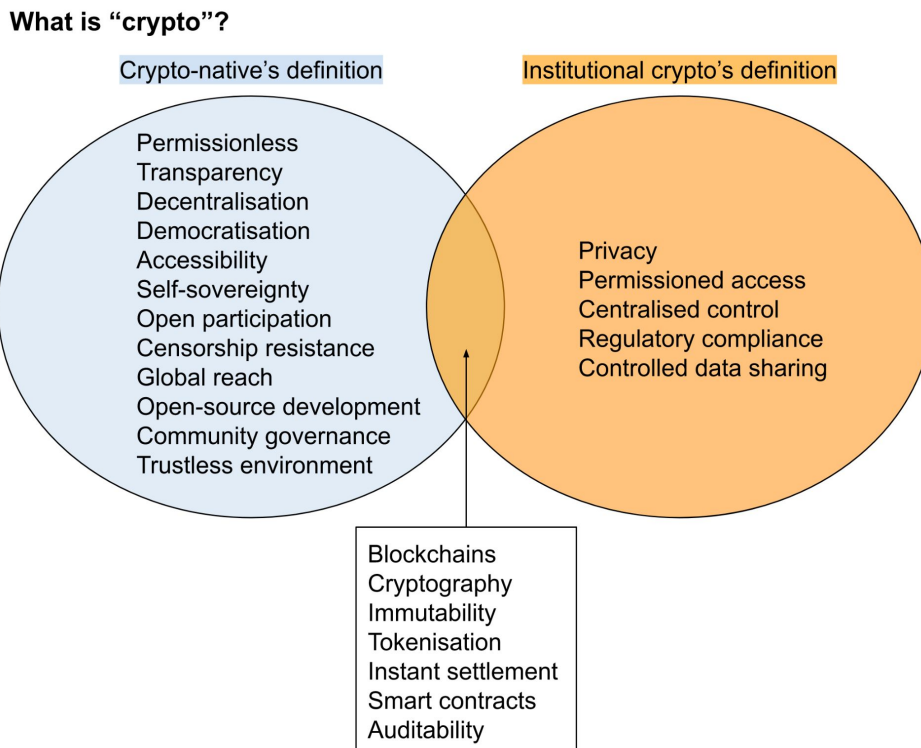 What is “crypto”?
Crypto-native’s definition
Institutional crypto’s definition
Permissionless
Transparency
Decentralisation
Democratisation
Accessibility
Self-sovereignty
Open participation
Censorship resistance
Global reach
Open-source development
Community governance
Trustless environment
Privacy
Permissioned access
Centralised control
Regulatory compliance
Controlled data sharing
Blockchains
Cryptography
Immutability
Tokenisation
Instant settlement
Smart contracts
Auditability